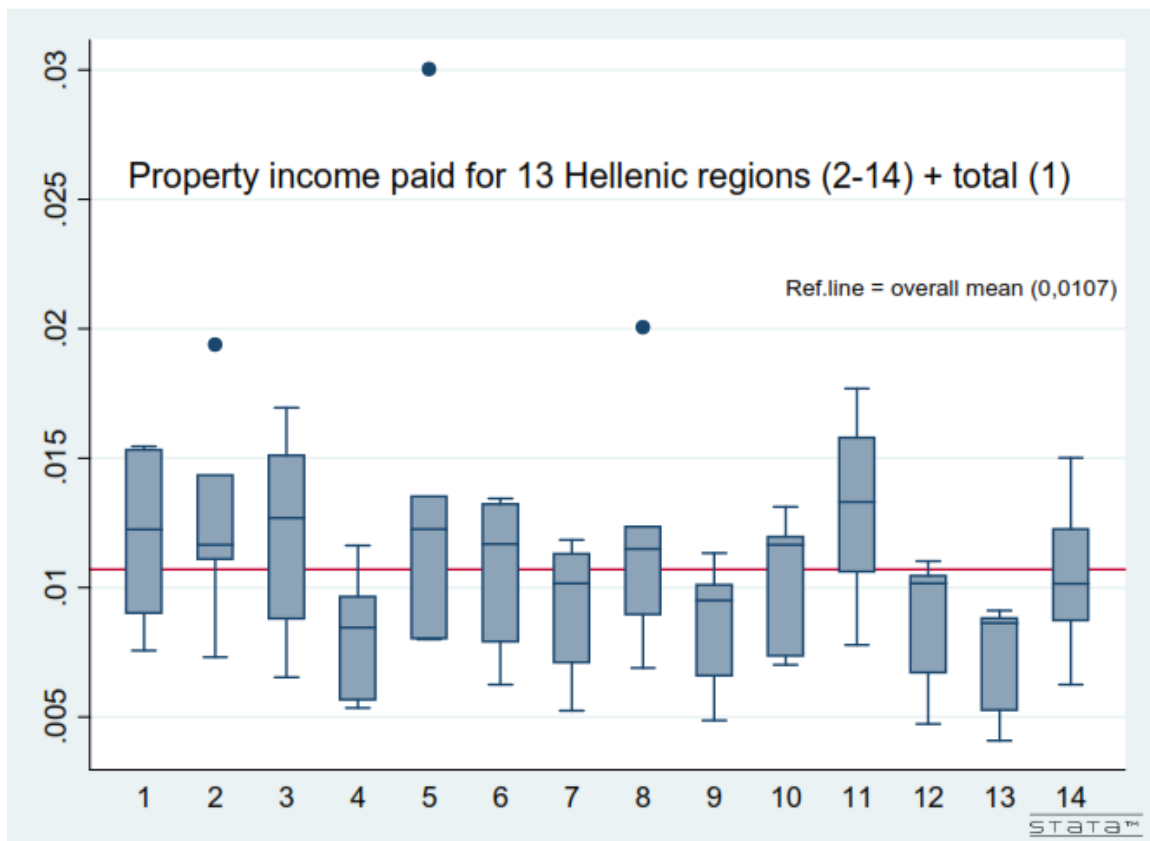 .03
Property income paid for 13 Hellenic regions (2-14) + total (1)
.025
Ref.line = overall mean (0,0107)
.02
.015
.01
.005
1 2 3 4 5 6 7 8 9 10 11 12 13 14
STATA™